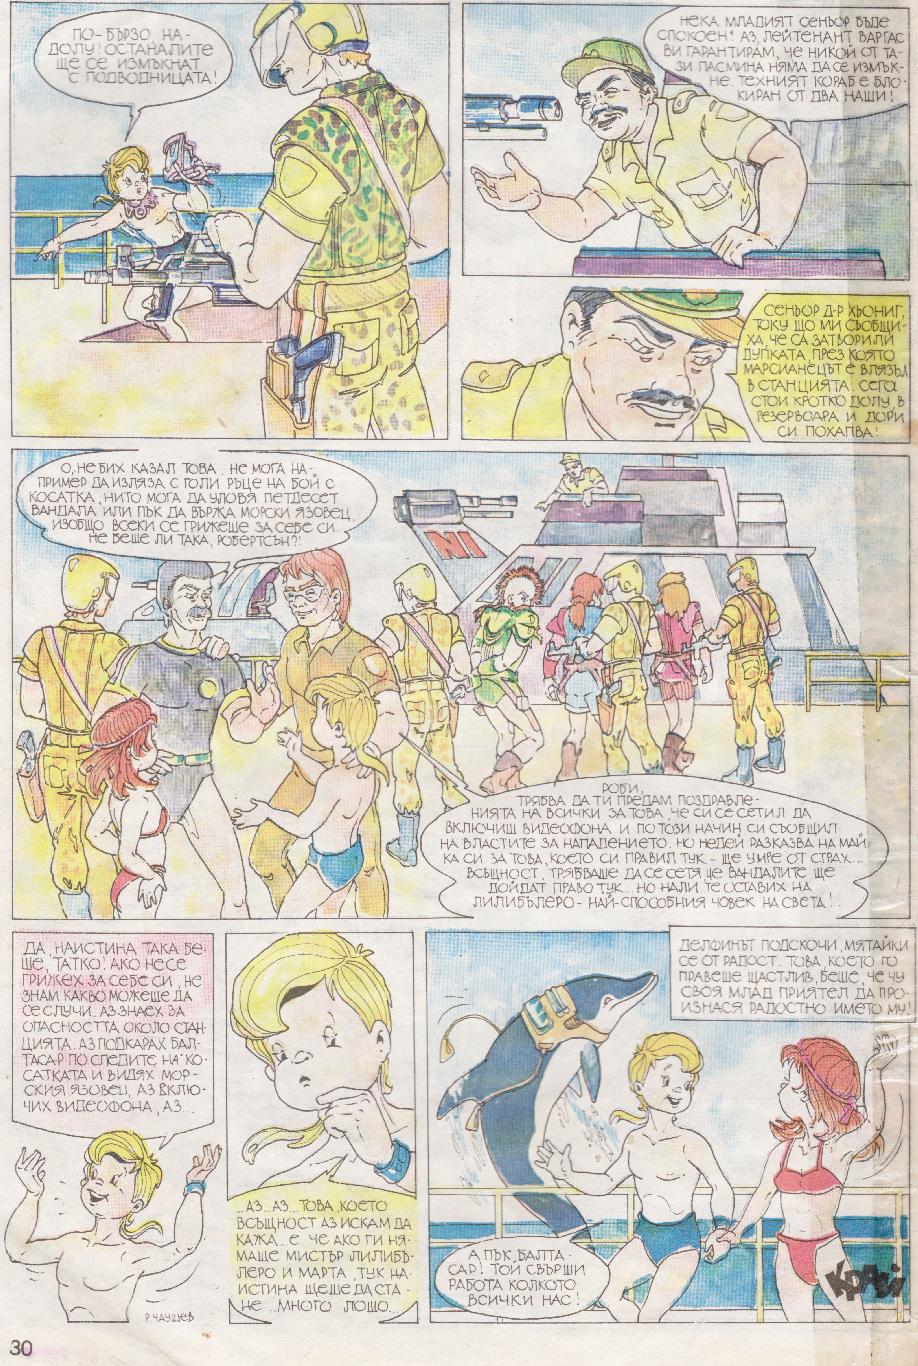 ПО-БЪРЗО, НА-
ДОЛУ! ОСТАНАЛИТЕ
ЩЕ СЕ ИЗМЪКНАТ
С ПОДВОДНИЦАТА!
НЕКА МЛАДИЯТ СЕНЬОР БЪДЕ
СПОКОЕН! АЗ, ЛЕЙТЕНАНТ ВАРГАС
ВИ ГАРАНТИРАМ, ЧЕ НИКОЙ ОТ ТА-
ЗИ ПАСМИНА НЯМА ДА СЕ ИЗМЪК-
НЕ. ТЕХНИЯТ КОРАБ Е БЛО-
КИРАН ОТ ДВА НАШИ!
СЕНЬОР Д-Р ХЬОНИГ,
ТОКУ ЩО МИ СЪОБЩИ-
ХА, ЧЕ СА ЗАТВОРИЛИ
ДУПКАТА, ПРЕЗ КОЯТО
МАРСИАНЕЦЪТ Е ВЛЯЗЪЛ
В СТАНЦИЯТА. СЕГА
СТОИ КРОТКО ДОЛУ, В
РЕЗЕРВОАРА, И ДОРИ
СИ ПОХАПВА!
О, НЕ БИХ КАЗАЛ ТОВА, НЕ МОГА НА-
ПРИМЕР ДА ИЗЛЯЗА С ГОЛИ РЪЦЕ НА БОЙ С
КОСАТКА, НИТО МОГА ДА УЛОВЯ ПЕТДЕСЕТ
ВАНДАЛА, ИЛИ ПЪК ДА ВЪРЖА МОРСКИ ЯЗОВЕЦ.
ИЗОБЩО ВСЕКИ СЕ ГРИЖЕШЕ ЗА СЕБЕ СИ.
НЕ БЕШЕ ЛИ ТАКА, РОБЕРТСЪН?!
N1
РОБИ,
ТРЯБВА ДА ТИ ПРЕДАМ ПОЗДРАВЛЕ-
НИЯТА НА ВСИЧКИ ЗА ТОВА, ЧЕ СИ СЕ СЕТИЛ ДА
ВКЛЮЧИШ ВИДЕОФОНА И ПО ТОЗИ НАЧИН СИ СЪОБЩИЛ
НА ВЛАСТИТЕ ЗА НАПАДЕНИЕТО. НО НЕДЕЙ РАЗКАЗВА НА МАЙ-
КА СИ ЗА ТОВА, КОЕТО СИ ПРАВИЛ ТУК - ЩЕ УМРЕ ОТ СТРАХ...
ВСЪЩНОСТ, ТРЯБВАШЕ ДА СЕ СЕТЯ ЧЕ ВАНДАЛИТЕ ЩЕ
ДОЙДАТ ПРАВО ТУК... НО НАЛИ ТЕ ОСТАВИХ НА
ЛИЛИБЪЛЕРО - НАЙ-СПОСОБНИЯ ЧОВЕК НА СВЕТА!..
ДА, НАИСТИНА ТАКА БЕ-
ШЕ, ТАТКО! АКО НЕ СЕ
ГРИЖЕХ ЗА СЕБЕ СИ, НЕ
ЗНАМ КАКВО МОЖЕШЕ ДА
СЕ СЛУЧИ. АЗ ЗНАЕХ ЗА
ОПАСНОСТТА ОКОЛО СТАН-
ЦИЯТА. АЗ ПОДКАРАХ БАЛ-
ТАСАР ПО СЛЕДИТЕ НА КО-
САТКАТА И ВИДЯХ МОР-
СКИЯ ЯЗОВЕЦ, АЗ ВКЛЮ-
ЧИХ ВИДЕОФОНА, АЗ...
Р. ЧАУШЕВ
...АЗ...АЗ...ТОВА, КОЕТО
ВСЪЩНОСТ АЗ ИСКАМ ДА
КАЖА... Е, ЧЕ АКО ГИ НЯ-
МАШЕ МИСТЪР ЛИЛИБЪ-
ЛЕРО И МАРТА, ТУК НА-
ИСТИНА ЩЕШЕ ДА СТА-
НЕ...МНОГО ЛОШО...
ДЕЛФИНЪТ ПОДСКОЧИ, МЯТАЙКИ
СЕ ОТ РАДОСТ. ТОВА, КОЕТО ГО
ПРАВЕШЕ ЩАСТЛИВ, БЕШЕ, ЧЕ ЧУ
СВОЯ МЛАД ПРИЯТЕЛ ДА ПРО-
ИЗНАСЯ РАДОСТНО ИМЕТО МУ!
А ПЪК, БАЛТА-
САР! ТОЙ СВЪРШИ
РАБОТА КОЛКОТО
ВСИЧКИ НАС!
КРАЙ
30